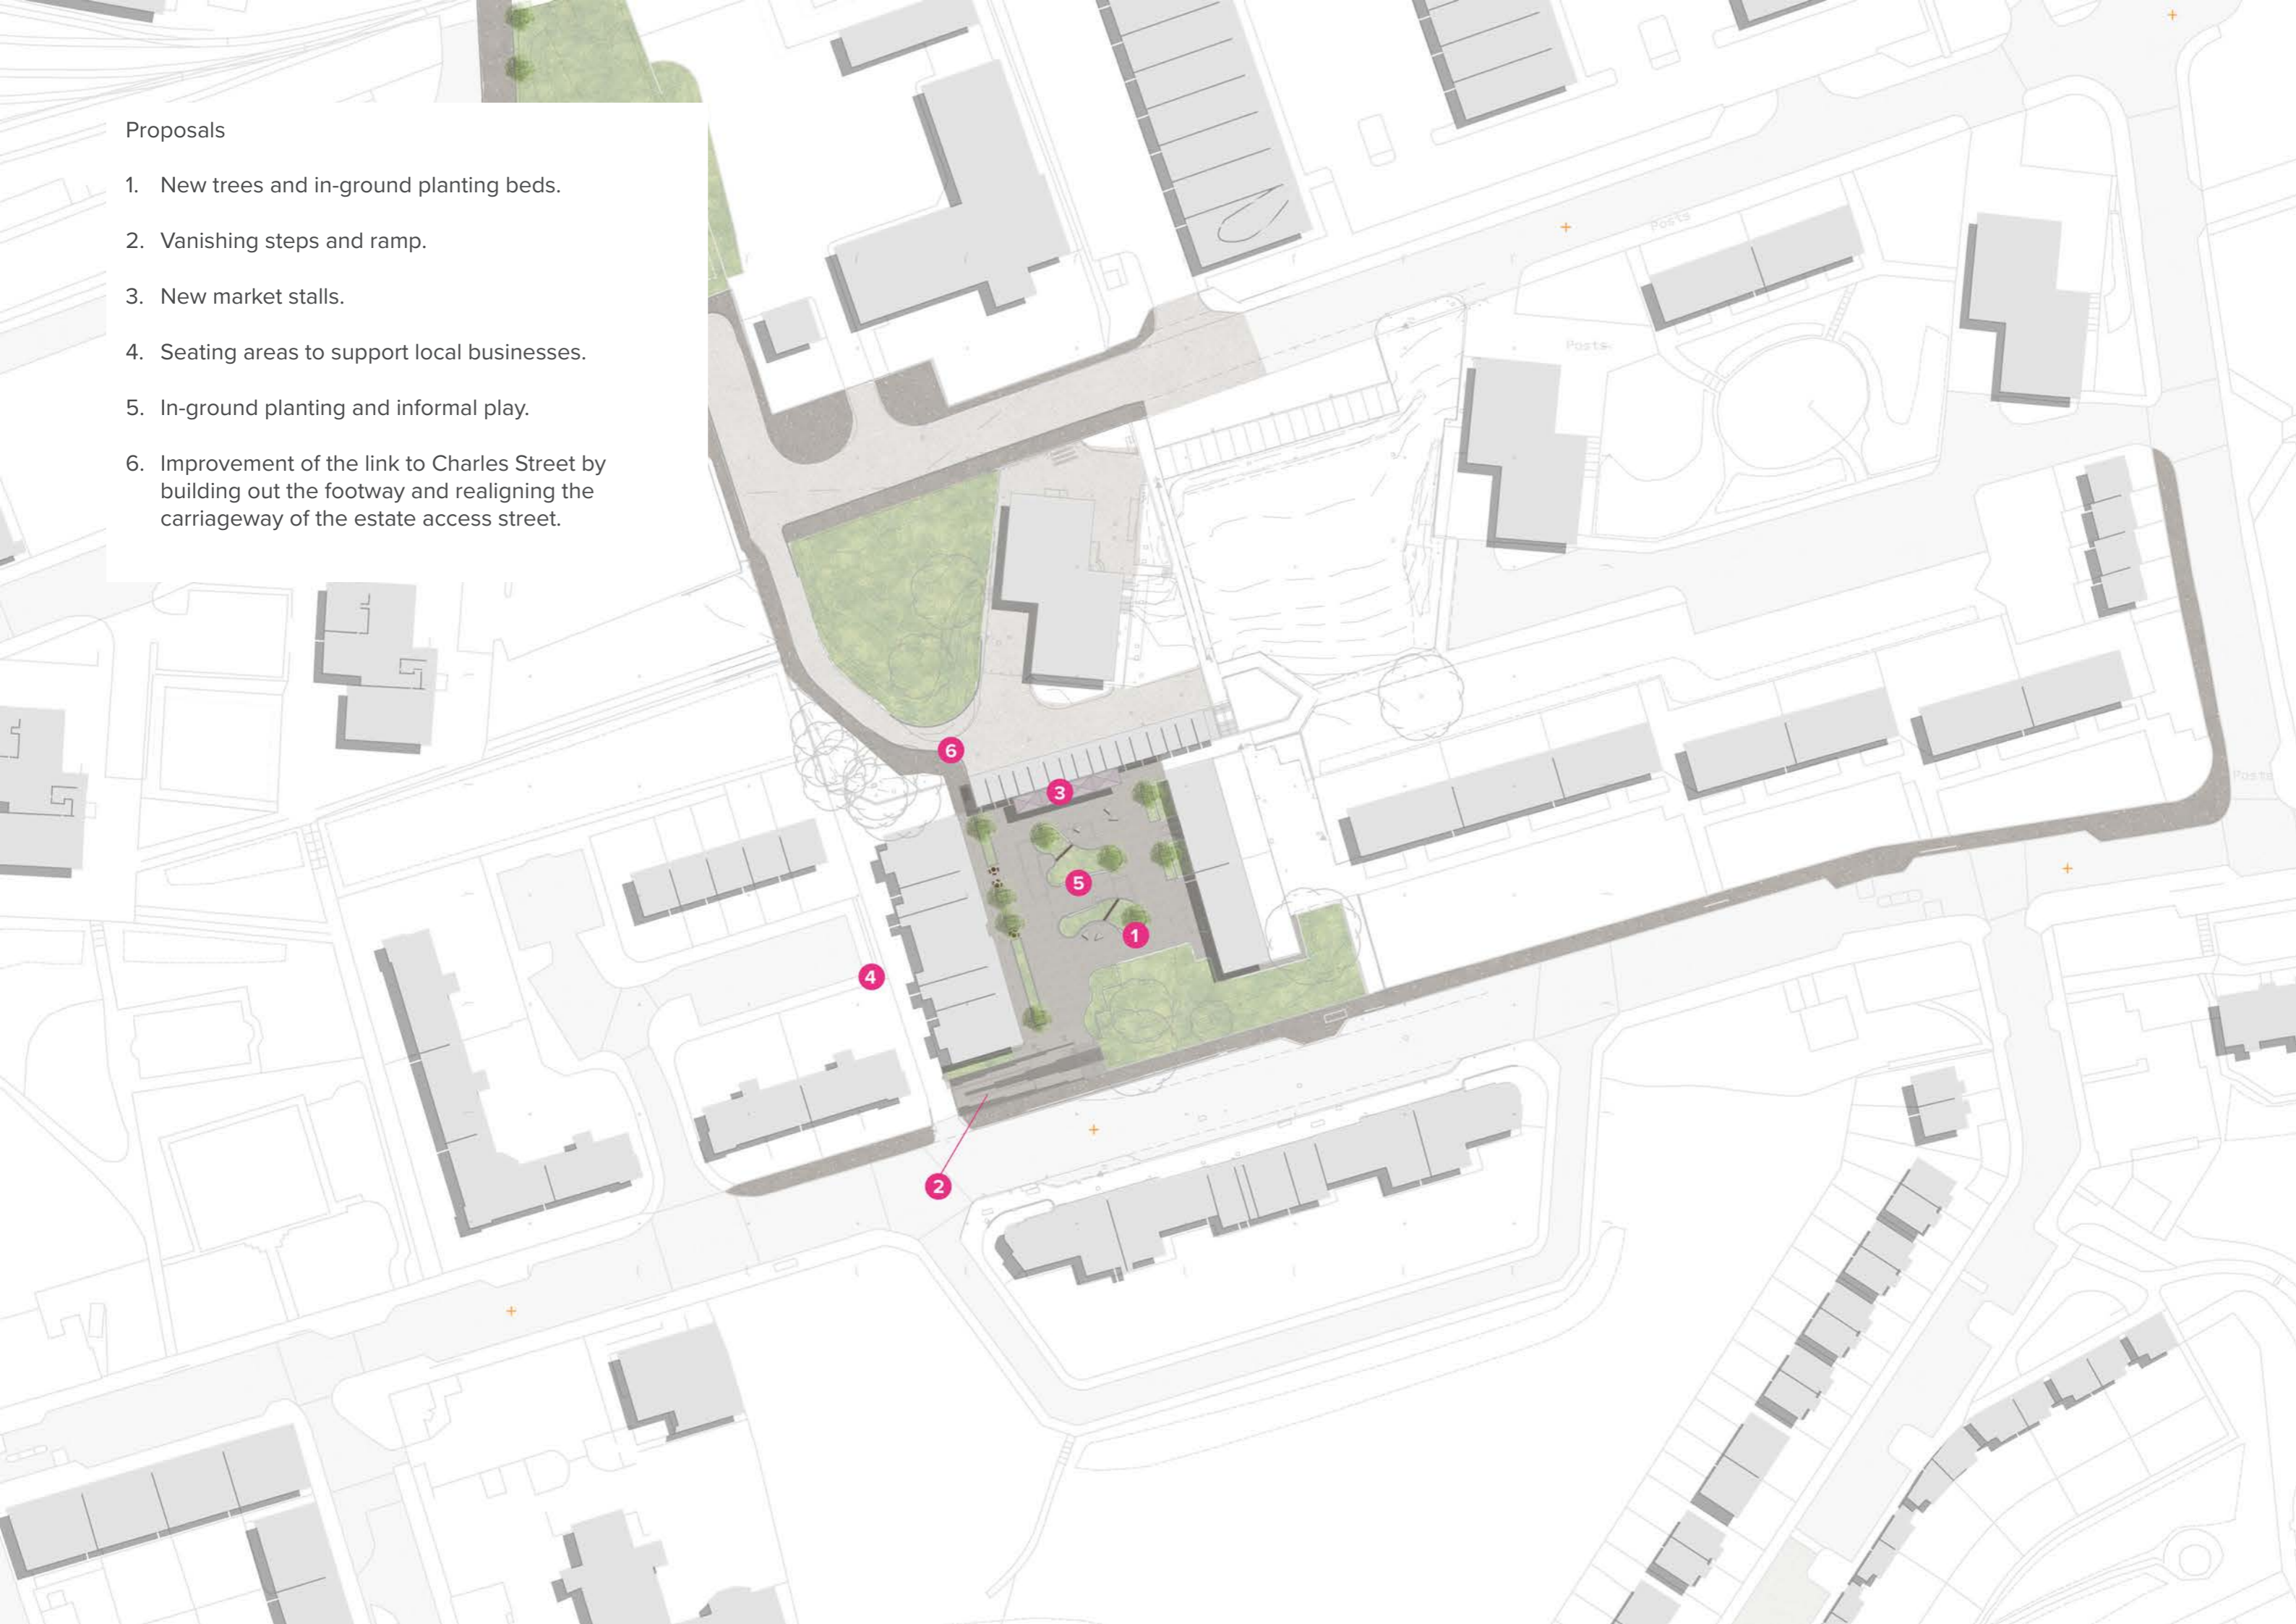 Proposals
1. New trees and in-ground planting beds.
2. Vanishing steps and ramp.
3. New market stalls.
4. Seating areas to support local businesses.
5. In-ground planting and informal play.
6. Improvement of the link to Charles Street by
building out the footway and realigning the
carriageway of the estate access street.
Posts
Posts
6
3
Posts
5
1
4
2